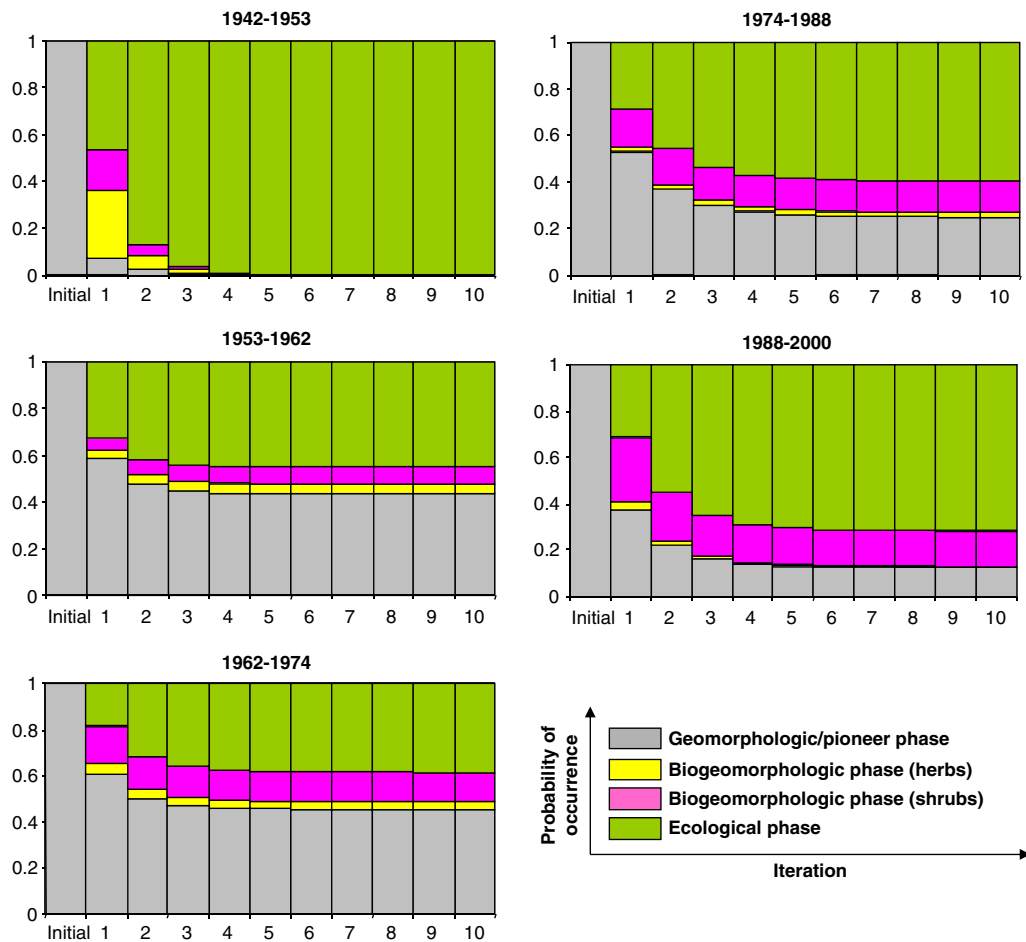 1942-1953
1
0.8
0.6
0.4
0.2
0
Initial 1 2 3 4 5 6 7 8 9 10
1974-1988
1
0.8
0.6
0.4
0.2
0
Initial 1 2 3 4 5 6 7 8 9 10
1953-1962
1
0.8
0.6
0.4
0.2
0
Initial 1 2 3 4 5 6 7 8 9 10
1988-2000
1
0.8
0.6
0.4
0.2
0
Initial 1 2 3 4 5 6 7 8 9 10
1962-1974
1
0.8
0.6
0.4
0.2
0
Initial 1 2 3 4 5 6 7 8 9 10
Probability of
occurrence
Geomorphologic/pioneer phase
Biogeomorphologic phase (herbs)
Biogeomorphologic phase (shrubs)
Ecological phase
Iteration